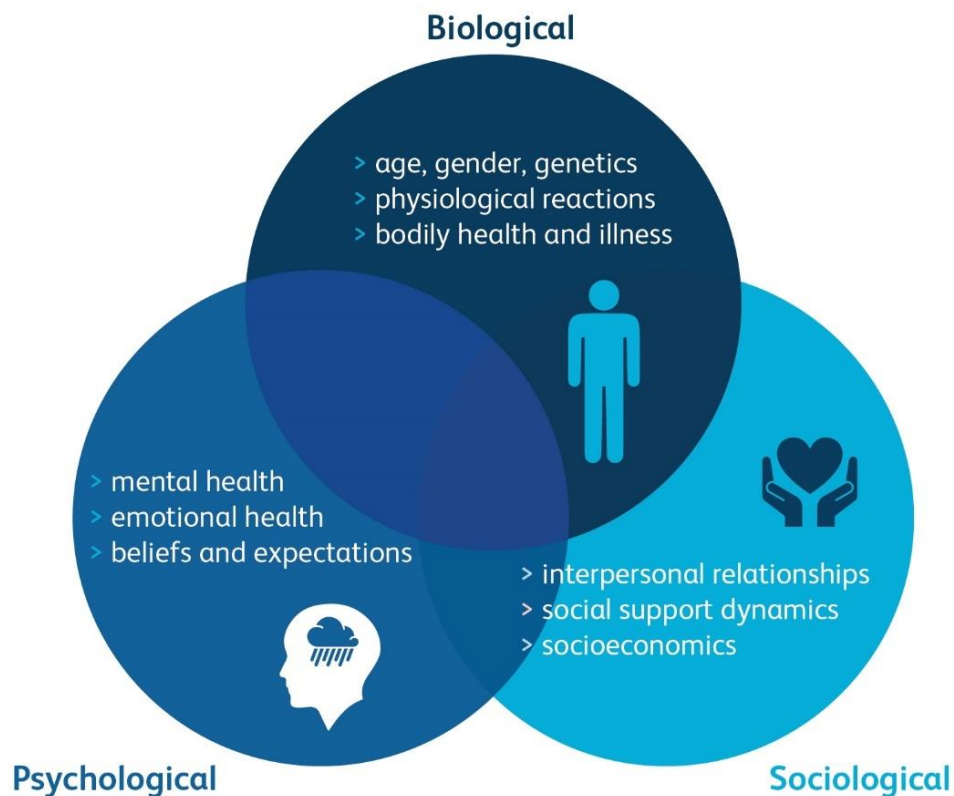 Biological
> age, gender, genetics
> physiological reactions
> bodily health and illness
> mental health
> emotional health
> beliefs and expectations
> interpersonal relationships
> social support dynamics
> socioeconomics
Psychological
Sociological